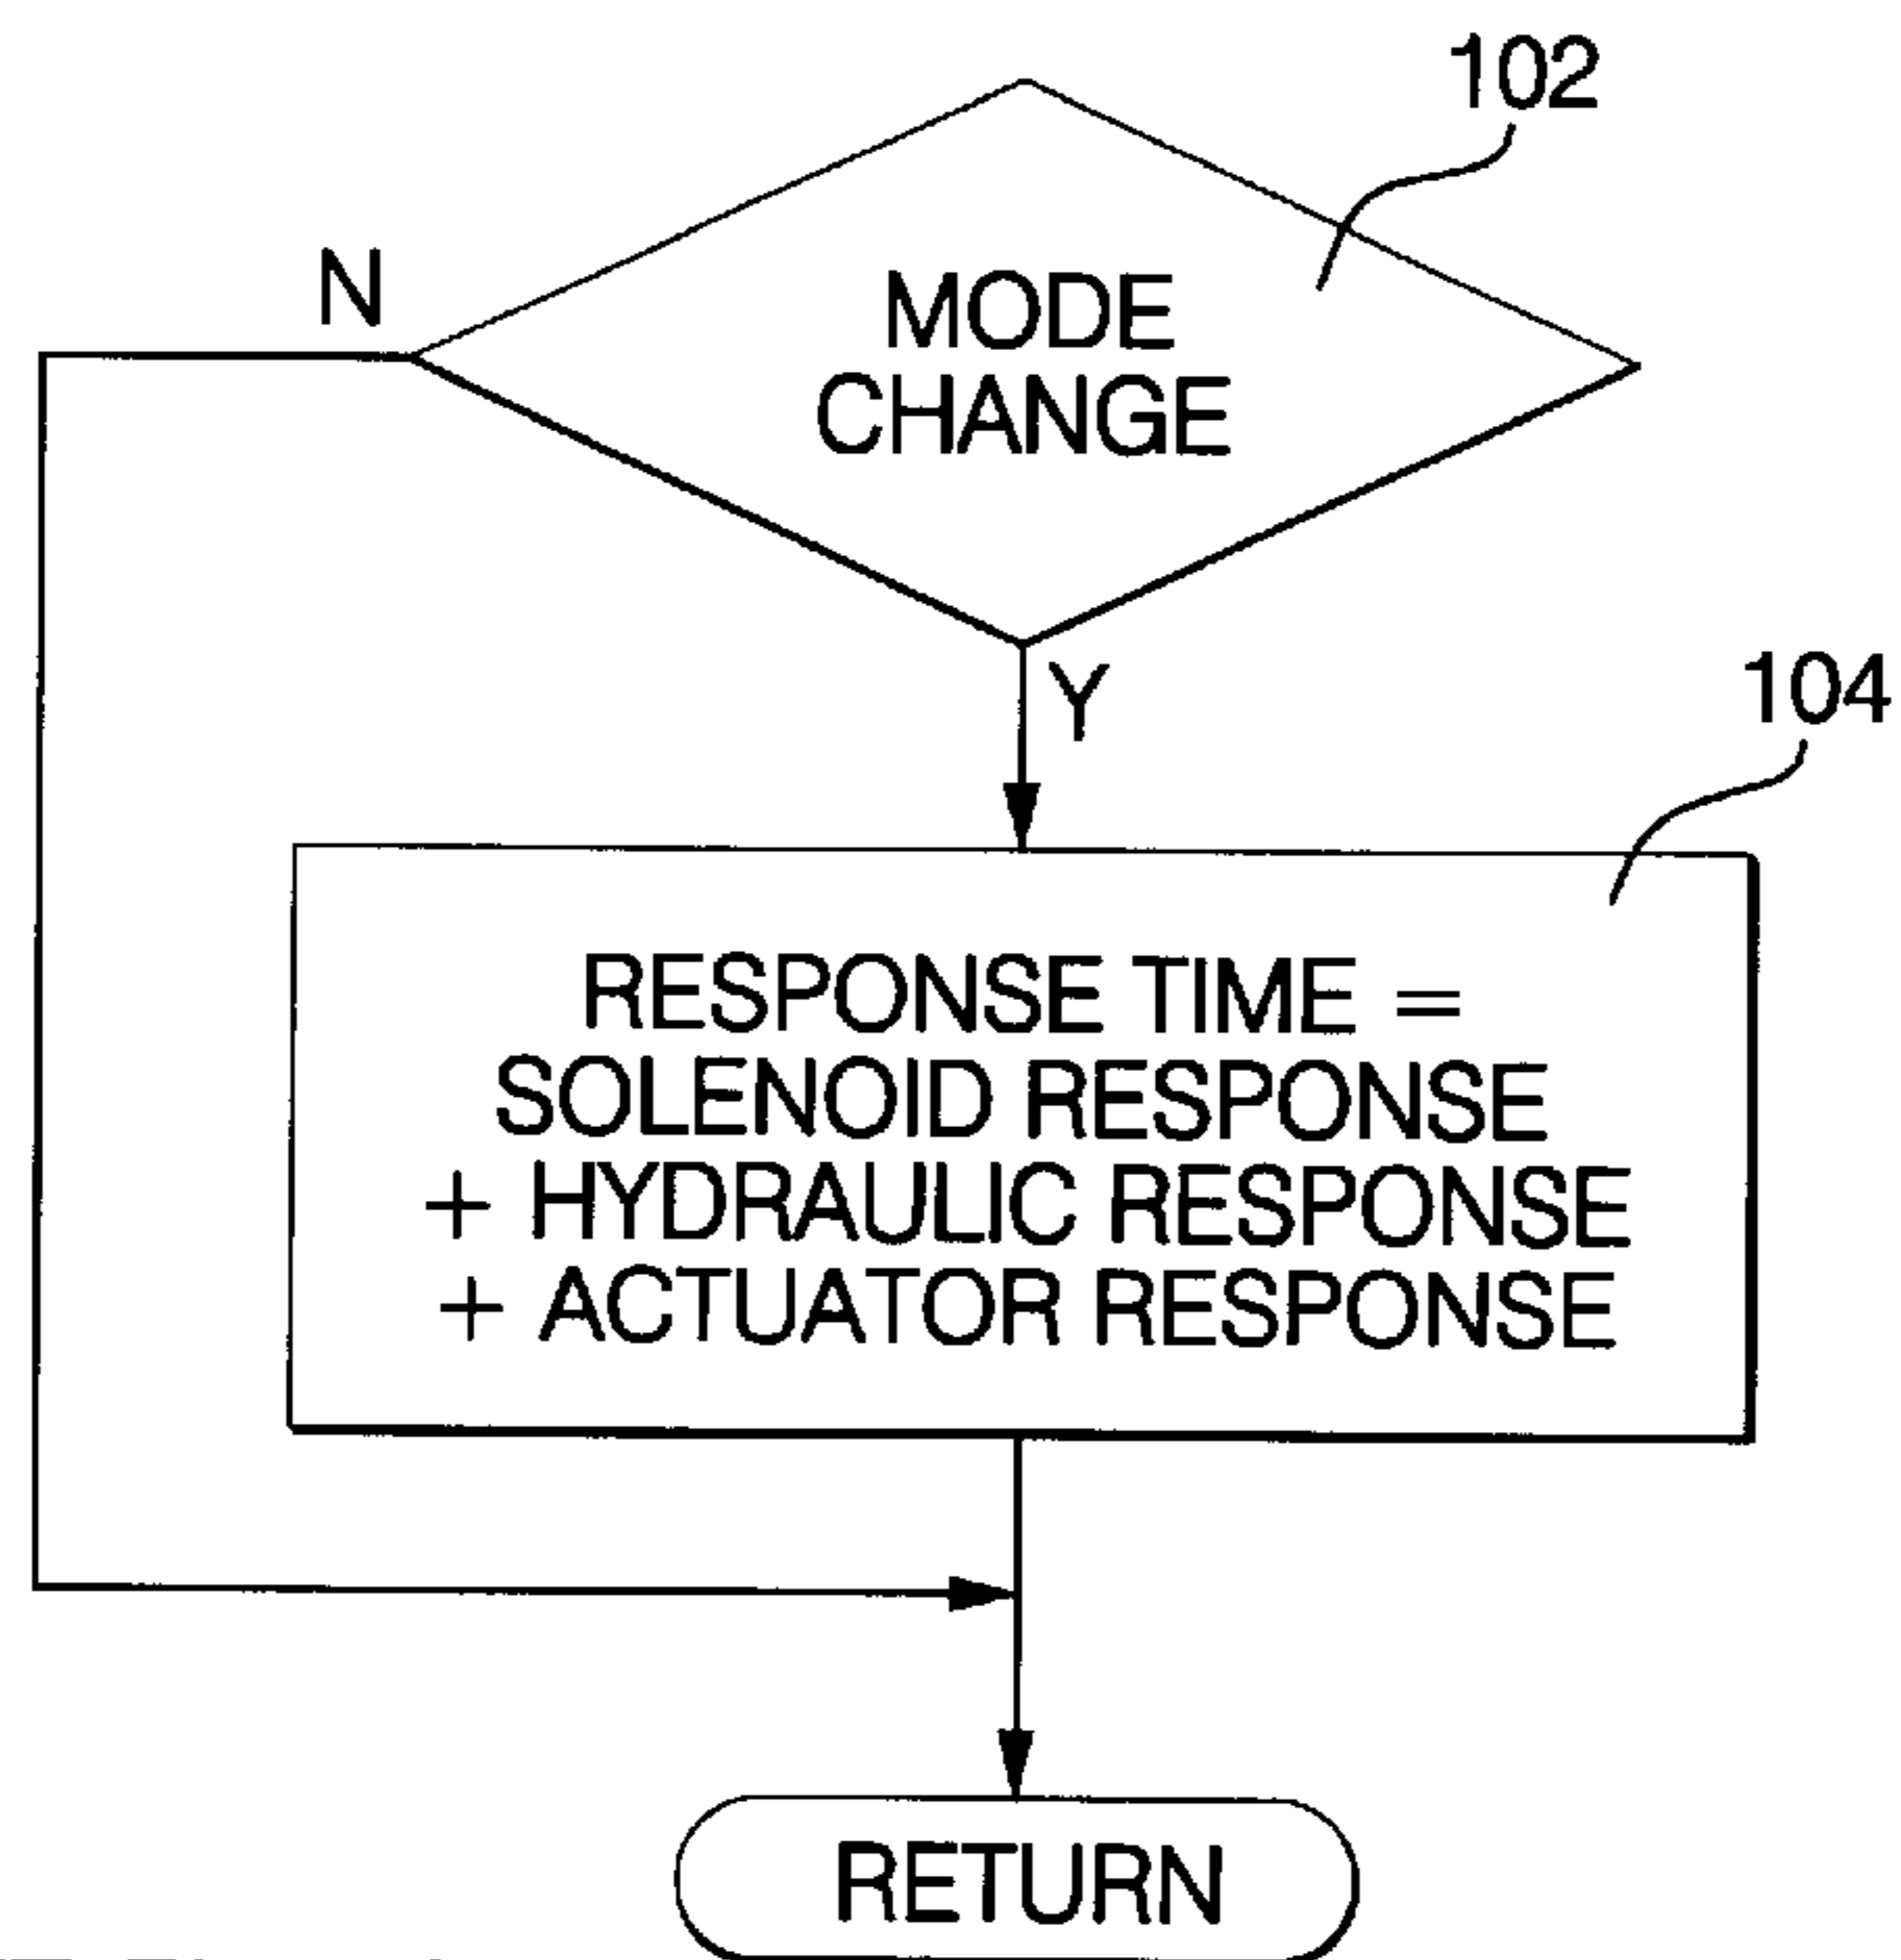 102
N
MODE
CHANGE
Y
104
RESPONSE TIME =
SOLENOID RESPONSE
+ HYDRAULIC RESPONSE
+ ACTUATOR RESPONSE
RETURN